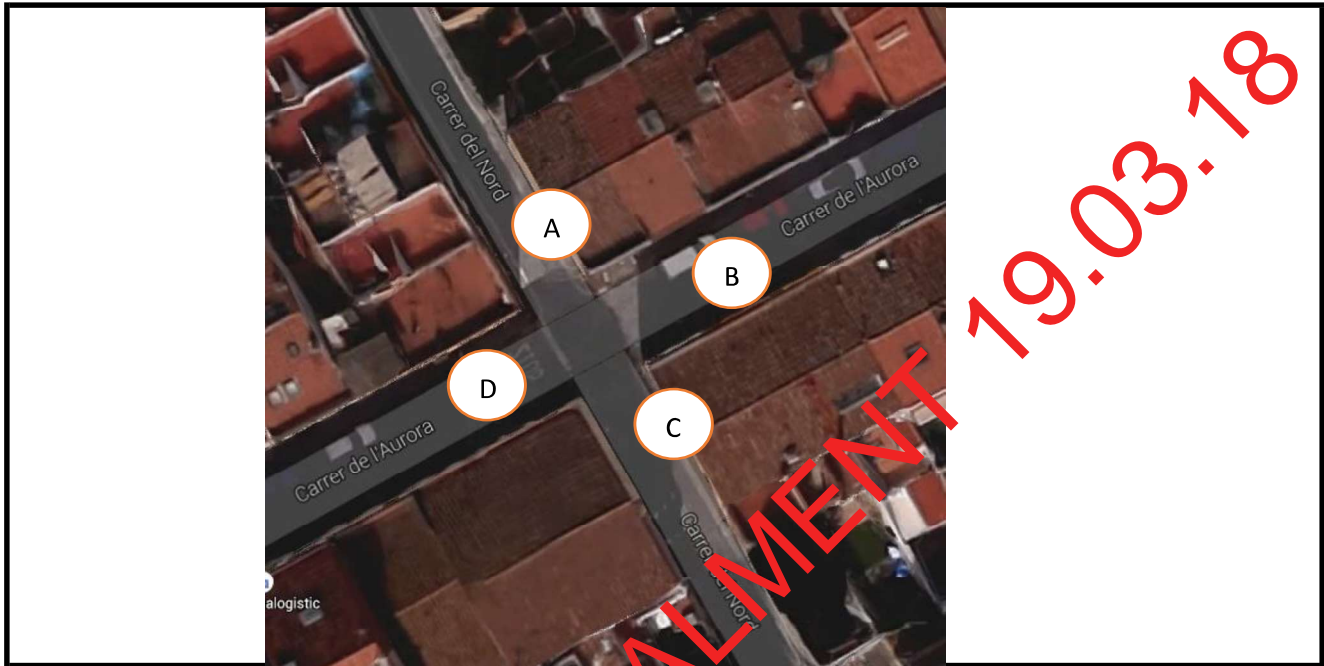 Carrer del Nord
A
Carrer de l'Aurora
B
D
C
Carrer de l'Aurora
Carrer del Nord
alogistic
ALMENT 19.03.18